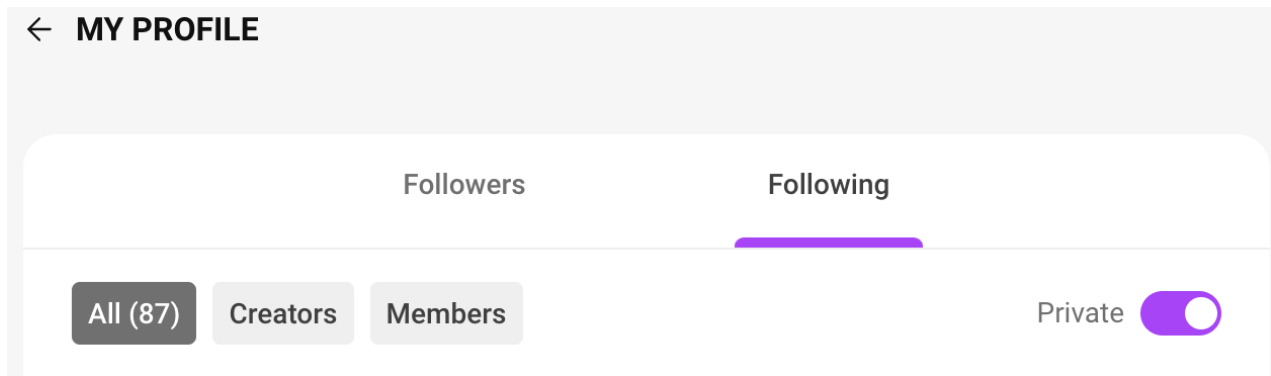 MY PROFILE
Followers Following
All (87) Creators Members Private